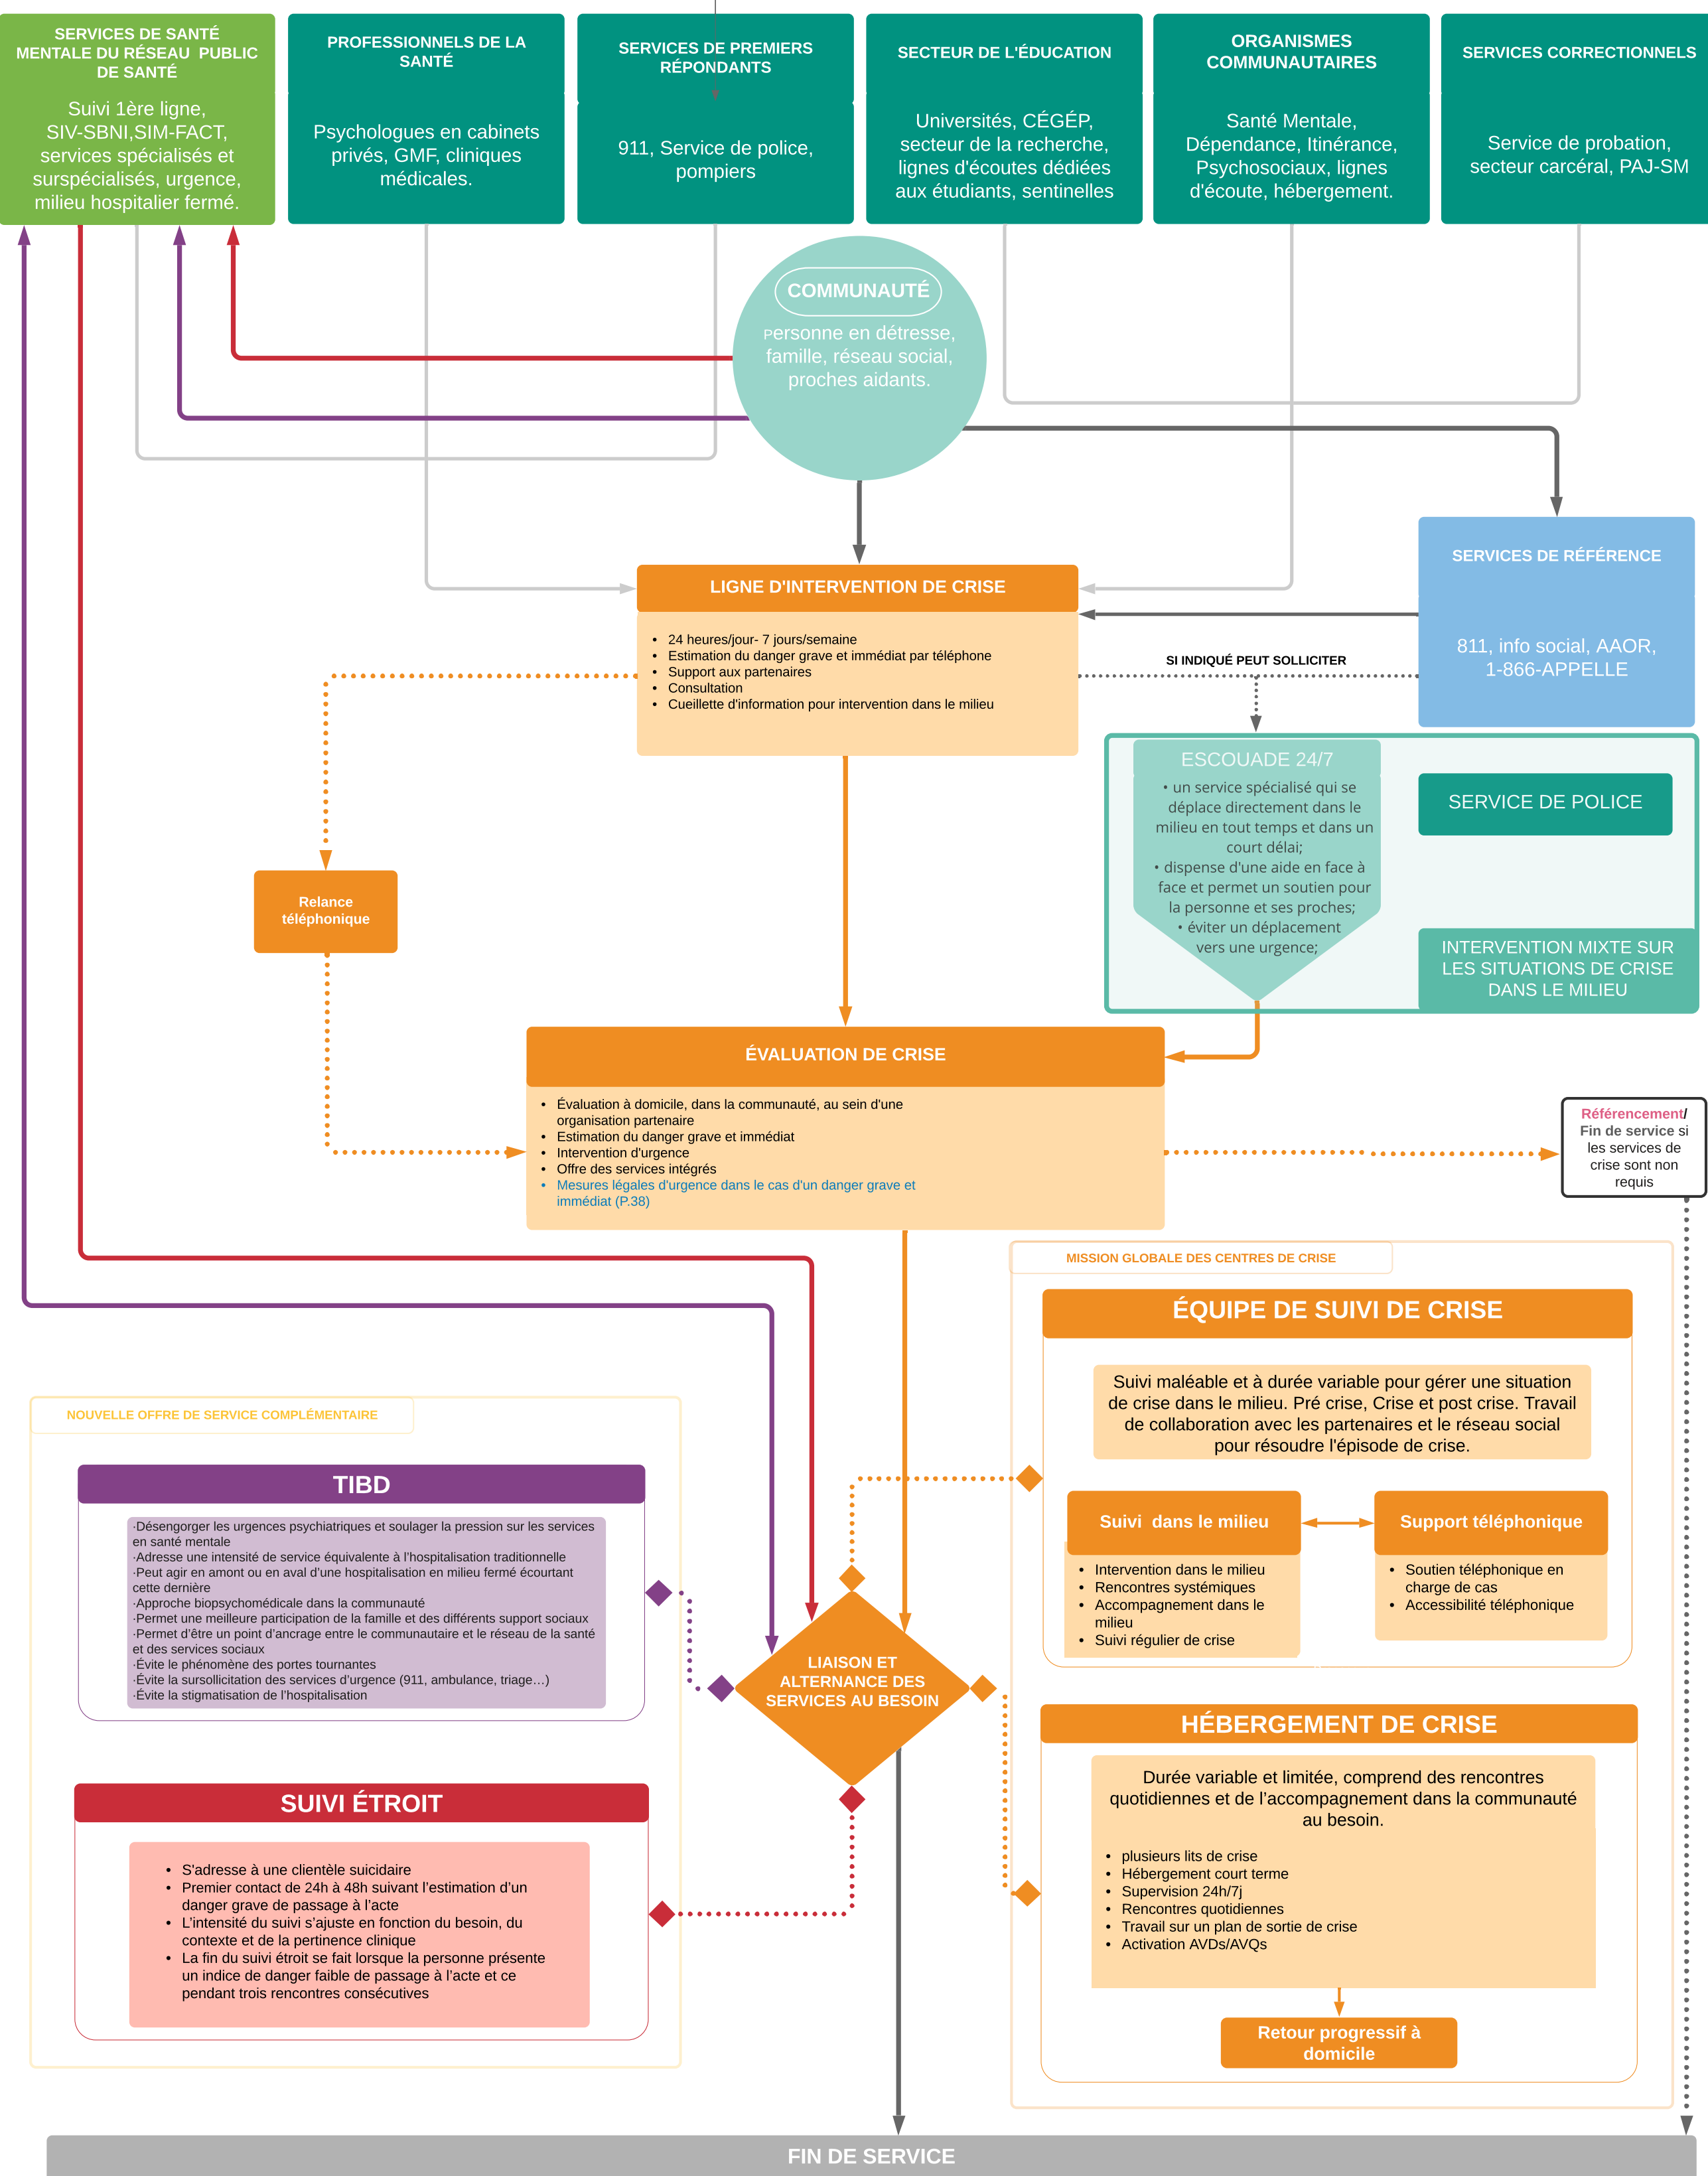 SERVICES DE SANTÉ
MENTALE DU RÉSEAU PUBLIC
DE SANTÉ
Suivi 1ère ligne,
SIV-SBNI,SIM-FACT,
services spécialisés et
surspécialisés, urgence,
milieu hospitalier fermé.
PROFESSIONNELS DE LA
SANTÉ
Psychologues en cabinets
privés, GMF, cliniques
médicales.
SERVICES DE PREMIERS
RÉPONDANTS
911, Service de police,
pompiers
SECTEUR DE L'ÉDUCATION
Universités, CÉGÉP,
secteur de la recherche,
lignes d'écoutes dédiées
aux étudiants, sentinelles
ORGANISMES
COMMUNAUTAIRES
Santé Mentale,
Dépendance, Itinérance,
Psychosociaux, lignes
d'écoute, hébergement.
SERVICES CORRECTIONNELS
Service de probation,
secteur carcéral, PAJ-SM
COMMUNAUTÉ
Personne en détresse,
famille, réseau social,
proches aidants.
SERVICES DE RÉFÉRENCE
811, info social, AAOR,
1-866-APPELLE
LIGNE D'INTERVENTION DE CRISE
• 24 heures/jour- 7 jours/semaine
• Estimation du danger grave et immédiat par téléphone
• Support aux partenaires
• Consultation
• Cueillette d'information pour intervention dans le milieu
SI INDIQUÉ PEUT SOLLICITER
ESCOUADE 24/7
• un service spécialisé qui se
déplace directement dans le
milieu en tout temps et dans un
court délai;
• dispense d'une aide en face à
face et permet un soutien pour
la personne et ses proches;
• éviter un déplacement
vers une urgence;
SERVICE DE POLICE
INTERVENTION MIXTE SUR
LES SITUATIONS DE CRISE
DANS LE MILIEU
Relance
téléphonique
ÉVALUATION DE CRISE
• Évaluation à domicile, dans la communauté, au sein d'une
organisation partenaire
• Estimation du danger grave et immédiat
• Intervention d'urgence
• Offre des services intégrés
• Mesures légales d'urgence dans le cas d'un danger grave et
immédiat (P.38)
Référencement/
Fin de service si
les services de
crise sont non
requis
MISSION GLOBALE DES CENTRES DE CRISE
ÉQUIPE DE SUIVI DE CRISE
Suivi maléable et à durée variable pour gérer une situation
de crise dans le milieu. Pré crise, Crise et post crise. Travail
de collaboration avec les partenaires et le réseau social
pour résoudre l'épisode de crise.
Suivi dans le milieu
• Intervention dans le milieu
• Rencontres systémiques
• Accompagnement dans le
milieu
• Suivi régulier de crise
Support téléphonique
• Soutien téléphonique en
charge de cas
• Accessibilité téléphonique
NOUVELLE OFFRE DE SERVICE COMPLÉMENTAIRE
TIBD
·Désengorger les urgences psychiatriques et soulager la pression sur les services
en santé mentale
·Adresse une intensité de service équivalente à l’hospitalisation traditionnelle
·Peut agir en amont ou en aval d’une hospitalisation en milieu fermé écourtant
cette dernière
·Approche biopsychomédicale dans la communauté
·Permet une meilleure participation de la famille et des différents support sociaux
·Permet d’être un point d’ancrage entre le communautaire et le réseau de la santé
et des services sociaux
·Évite le phénomène des portes tournantes
·Évite la sursollicitation des services d’urgence (911, ambulance, triage…)
·Évite la stigmatisation de l’hospitalisation
LIAISON ET
ALTERNANCE DES
SERVICES AU BESOIN
SUIVI ÉTROIT
• S'adresse à une clientèle suicidaire
• Premier contact de 24h à 48h suivant l’estimation d’un
danger grave de passage à l’acte
• L’intensité du suivi s’ajuste en fonction du besoin, du
contexte et de la pertinence clinique
• La fin du suivi étroit se fait lorsque la personne présente
un indice de danger faible de passage à l’acte et ce
pendant trois rencontres consécutives
HÉBERGEMENT DE CRISE
Durée variable et limitée, comprend des rencontres
quotidiennes et de l’accompagnement dans la communauté
au besoin.
• plusieurs lits de crise
• Hébergement court terme
• Supervision 24h/7j
• Rencontres quotidiennes
• Travail sur un plan de sortie de crise
• Activation AVDs/AVQs
Retour progressif à
domicile
FIN DE SERVICE